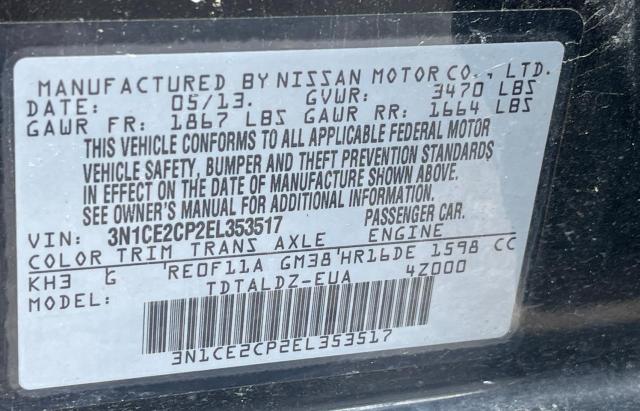 MANUFACTURED BY NISSAN MOTOR CO., LTD.
DATE: 05/13. GVWR: 3470 LBS
GAWR FR: 1867 LBS GAWR RR: 1664 LBS
THIS VEHICLE CONFORMS TO ALL APPLICABLE FEDERAL MOTOR
VEHICLE SAFETY, BUMPER AND THEFT PREVENTION STANDARDS
IN EFFECT ON THE DATE OF MANUFACTURE SHOWN ABOVE.
SEE OWNER'S MANUAL FOR ADDITIONAL INFORMATION.
VIN: 3N1CE2CP2EL353517 PASSENGER CAR.
COLOR TRIM TRANS AXLE ENGINE
KH3 G RE0F11A GM38 HR16DE 1598 CC
MODEL: TDTALDZ-EUA 4Z000
3N1CE2CP2EL353517